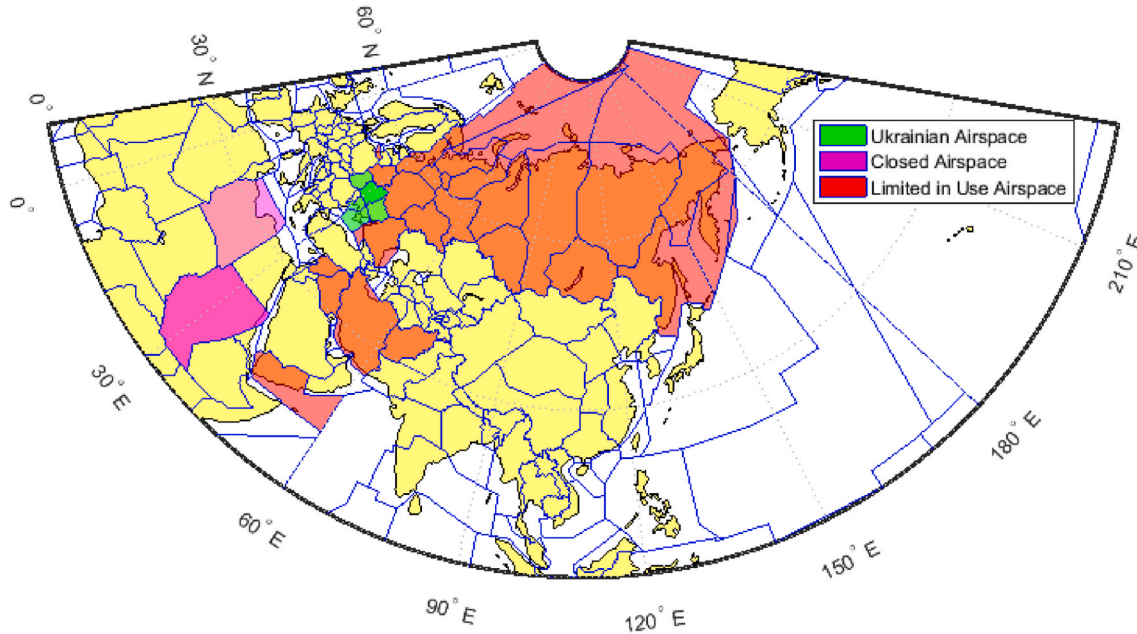 60° N
30° N
0°
0°
30° E
60° E
90° E
120° E
150° E
180° E
210° E
Ukrainian Airspace
Closed Airspace
Limited in Use Airspace